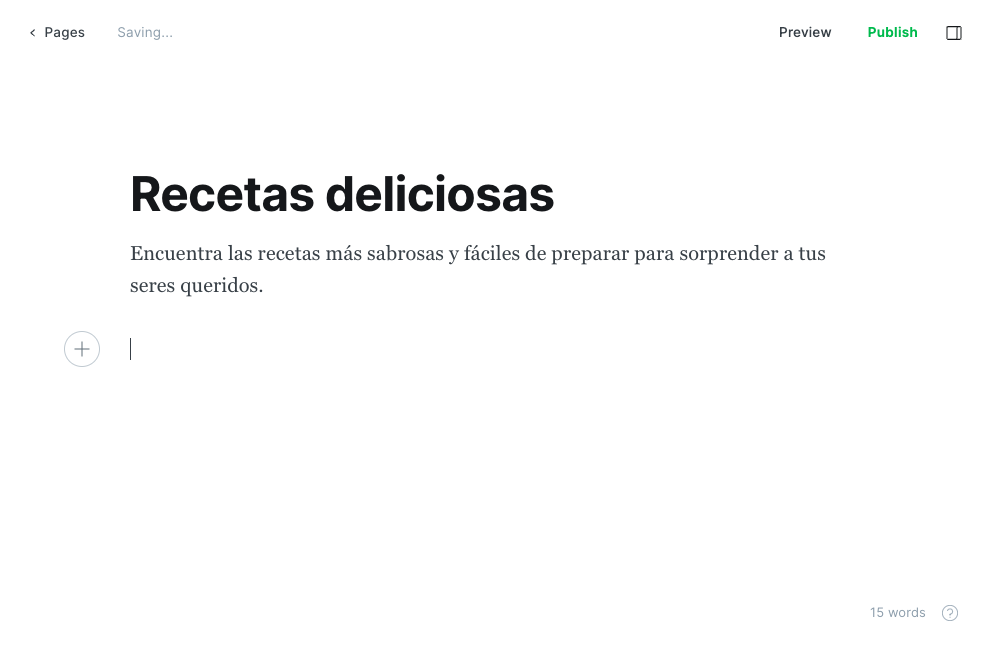 Pages
Saving...
Preview
Publish
Recetas deliciosas
Encuentra las recetas más sabrosas y fáciles de preparar para sorprender a tus
seres queridos.
15 words
?